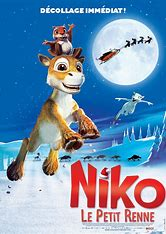 DÉCOLLAGE IMMÉDIAT !
Niko
LE PETIT RENNE